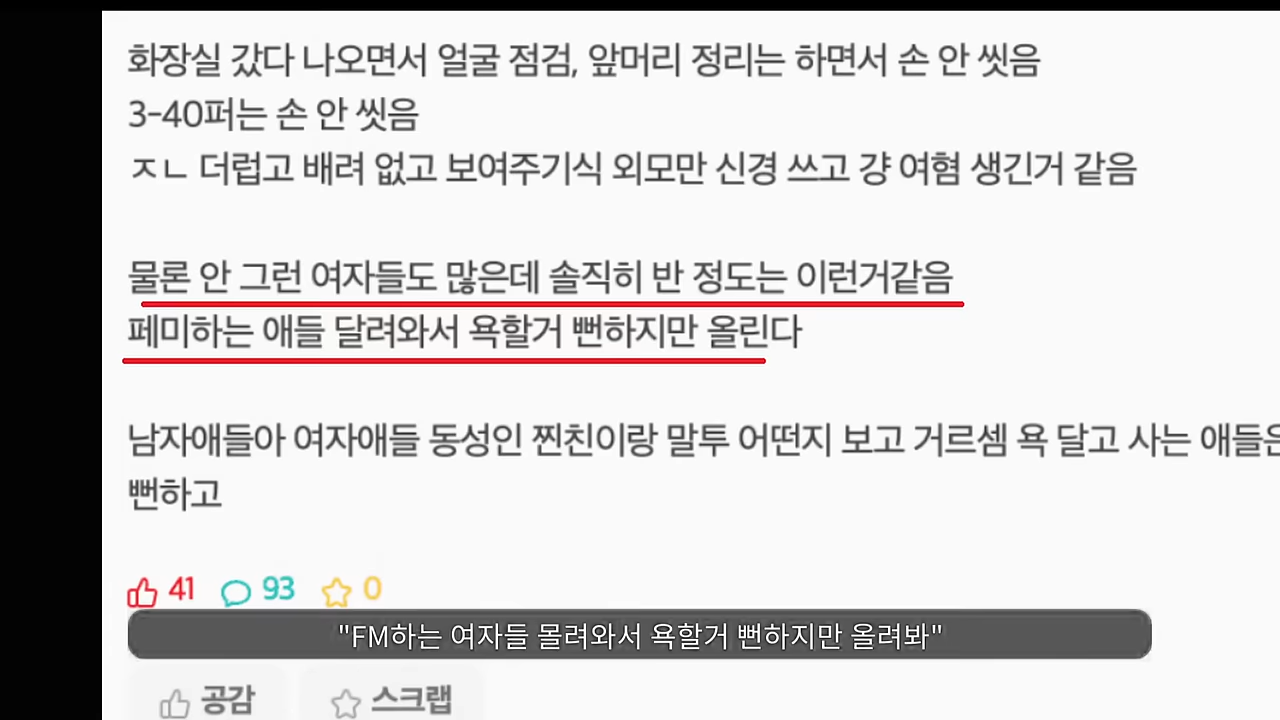 화장실 갔다 나오면서 얼굴 점검, 앞머리 정리는 하면서 손 안 씻음
3-40퍼는 손 안 씻음
ㅈㄴ 더럽고 배려 없고 보여주기식 외모만 신경 쓰고 걍 여혐 생긴거 같음
물론 안 그런 여자들도 많은데 솔직히 반 정도는 이런거같음
페미하는 애들 달려와서 욕할거 뻔하지만 올린다
남자애들아 여자애들 동성인 찐친이랑 말투 어떤지 보고 거르셈 욕 달고 사는 애들은
뻔하고
41 93 0
"FM하는 여자들 몰려와서 욕할거 뻔하지만 올려봐"
공감 스크랩